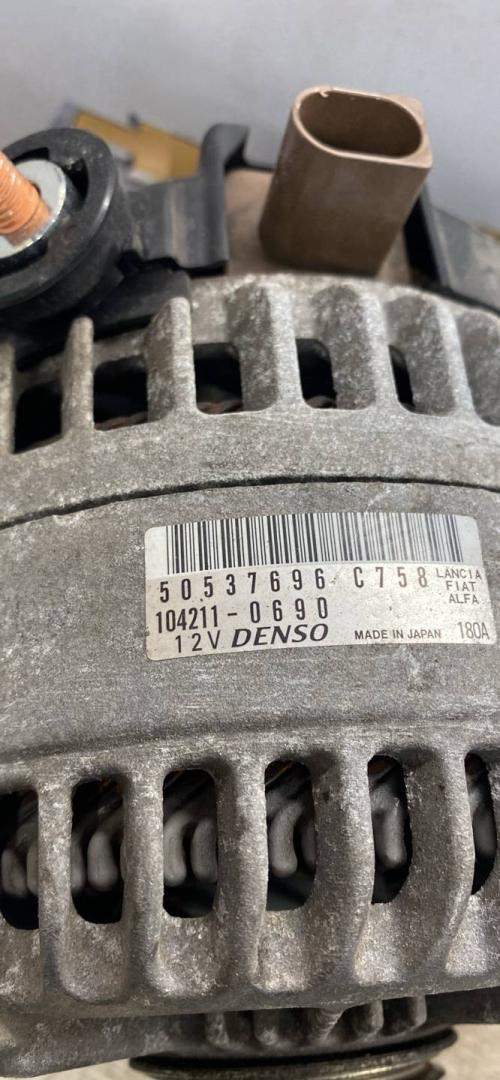 50537696 C758
LANCIA
FIAT
ALFA
104211-0690
12V DENSO MADE IN JAPAN 180A